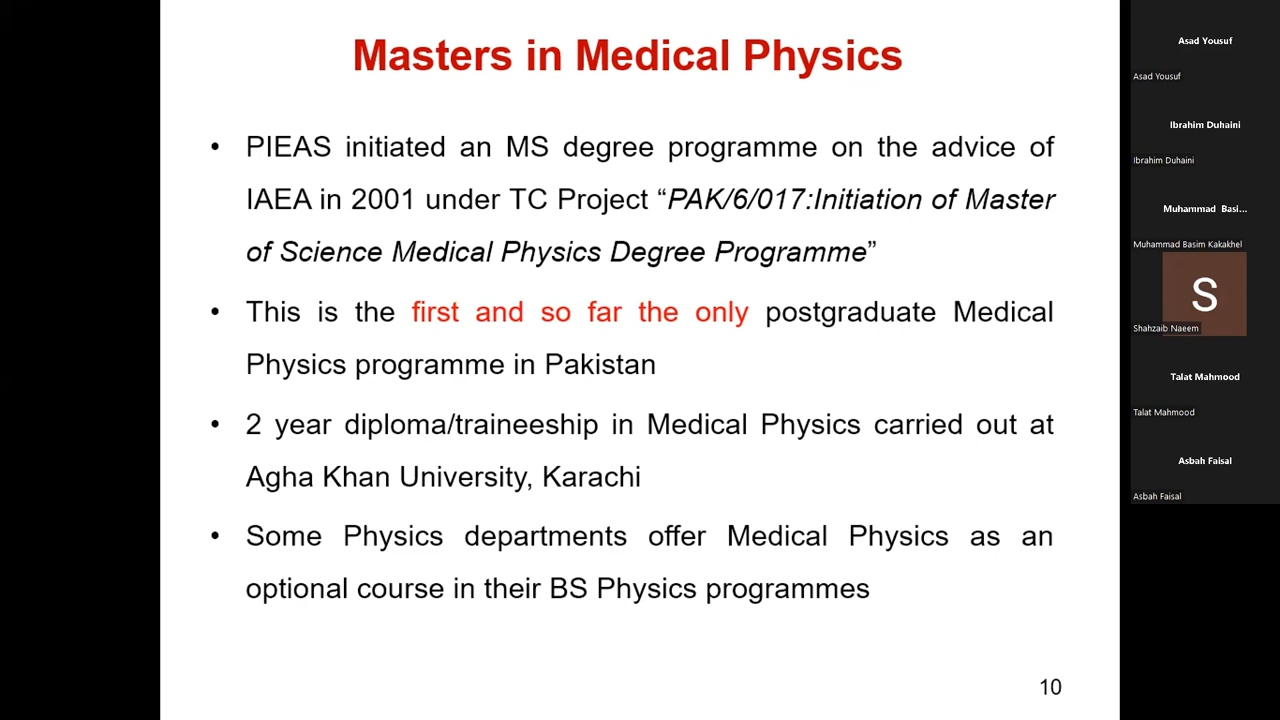 Masters in Medical Physics
• PIEAS initiated an MS degree programme on the advice of
IAEA in 2001 under TC Project “PAK/6/017:Initiation of Master
of Science Medical Physics Degree Programme”
• This is the first and so far the only postgraduate Medical
Physics programme in Pakistan
• 2 year diploma/traineeship in Medical Physics carried out at
Agha Khan University, Karachi
• Some Physics departments offer Medical Physics as an
optional course in their BS Physics programmes
10
Asad Yousuf
Asad Yousuf
Ibrahim Duhaini
Ibrahim Duhaini
Muhammad Basi...
Muhammad Basim Kakakhel
S
Shahzaib Naeem
Talat Mahmood
Talat Mahmood
Asbah Faisal
Asbah Faisal